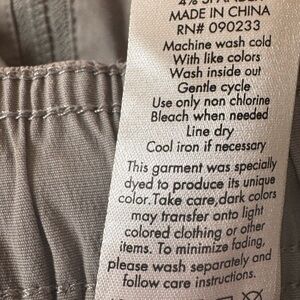 4% SPANDEX
MADE IN CHINA
RN# 090233
Machine wash cold
With like colors
Wash inside out
Gentle cycle
Use only non chlorine
Bleach when needed
Line dry
Cool iron if necessary
This garment was specially
dyed to produce its unique
color. Take care, dark colors
may transfer onto light
colored clothing or other
items. To minimize fading,
please wash separately and
follow care instructions.